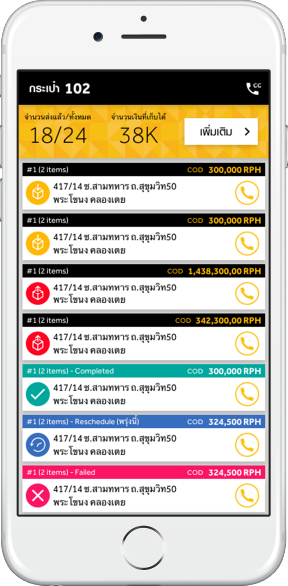 กระเป๋า 102
CC
จำนวนส่งแล้ว/ทั้งหมด จำนวนเงินที่เก็บได้
18/24 38K เพิ่มเติม
#1 (2 items) COD 300,000 RPH
417/14 ซ.สามทหาร ถ.สุขุมวิท50
พระโขนง คลองเตย
#1 (2 items) COD 300,000 RPH
417/14 ซ.สามทหาร ถ.สุขุมวิท50
พระโขนง คลองเตย
#1 (2 items) COD 1,438,300,00 RPH
417/14 ซ.สามทหาร ถ.สุขุมวิท50
พระโขนง คลองเตย
#1 (2 items) COD 342,300,00 RPH
417/14 ซ.สามทหาร ถ.สุขุมวิท50
พระโขนง คลองเตย
#1 (2 items) - Completed COD 300,000 RPH
417/14 ซ.สามทหาร ถ.สุขุมวิท50
พระโขนง คลองเตย
#1 (2 items) - Reschedule (พรุ่งนี้) COD 324,500 RPH
417/14 ซ.สามทหาร ถ.สุขุมวิท50
พระโขนง คลองเตย
#1 (2 items) - Failed COD 324,500 RPH
417/14 ซ.สามทหาร ถ.สุขุมวิท50
พระโขนง คลองเตย